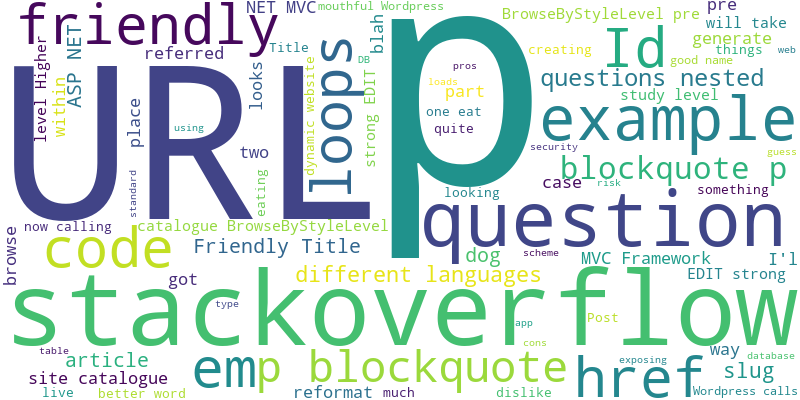 NET MVC
mouthful Wordpress
BrowseByStyleLevel pre
pre
friendly
p
will take
level Higher
ASP NET
referred
Title
blah
Id
generate
things
web
creating
good name
looks
DB
pros
loads
questions nested
URL
loops
within
place
dynamic website
strong EDIT
part
study level
one eat
example
using
two
quite
security
guess
blockquote p
standard
eating
looking
case
risk
something
question
now calling
catalogue BrowseByStyleLevel
browse
code
Friendly Title
dog
scheme
MVC Framework
I'l
got
different languages
EDIT strong
stackoverflow
type
app
Post
cons
table
article
em
p blockquote
href
exposing
way
database
slug
site catalogue
live
better word
reformat
much
dislike
Wordpress calls